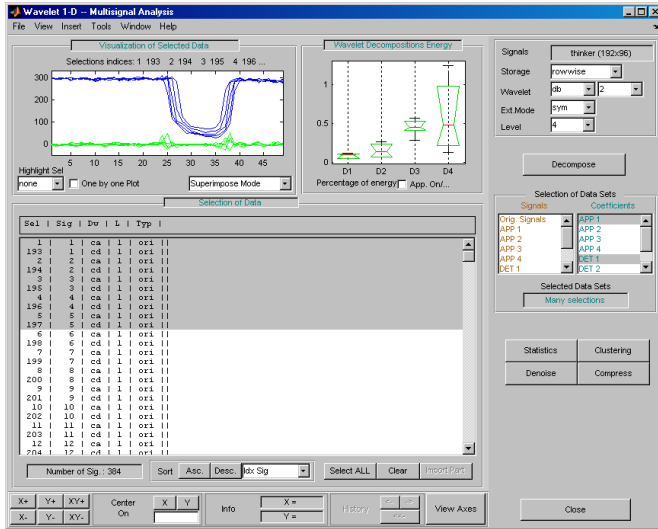 Wavelet 1-D -- Multisignal Analysis
File View Insert Tools Window Help
Visualization of Selected Data
Selections indices: 1 193 2 194 3 195 4 196 ...
300
200
100
0
5 10 15 20 25 30 35 40 45
Highlight Sel
none
One by one Plot
Superimpose Mode
Wavelet Decompositions Energy
1
0.5
0
D1 D2 D3 D4
Percentage of energy
App. On/...
Signals thinker (192x96)
Storage rowwise
Wavelet db 2
Ext.Mode sym
Level 4
Decompose
Selection of Data Sets
Signals Coefficients
Orig. Signals APP 1
APP 1 APP 2
APP 2 APP 3
APP 3 APP 4
APP 4 DET 1
DET 1 DET 2
Selected Data Sets
Many selections
Statistics Clustering
Denoise Compress
Selection of Data
Sel | Sig | Dw | L | Typ |
1 | 1 | ca | 1 | ori ||
193 | 1 | cd | 1 | ori ||
2 | 2 | ca | 1 | ori ||
194 | 2 | cd | 1 | ori ||
3 | 3 | ca | 1 | ori ||
195 | 3 | cd | 1 | ori ||
4 | 4 | ca | 1 | ori ||
196 | 4 | cd | 1 | ori ||
5 | 5 | ca | 1 | ori ||
197 | 5 | cd | 1 | ori ||
6 | 6 | ca | 1 | ori ||
198 | 6 | cd | 1 | ori ||
7 | 7 | ca | 1 | ori ||
199 | 7 | cd | 1 | ori ||
8 | 8 | ca | 1 | ori ||
200 | 8 | cd | 1 | ori ||
9 | 9 | ca | 1 | ori ||
201 | 9 | cd | 1 | ori ||
10 | 10 | ca | 1 | ori ||
202 | 10 | cd | 1 | ori ||
11 | 11 | ca | 1 | ori ||
203 | 11 | cd | 1 | ori ||
12 | 12 | ca | 1 | ori ||
204 | 12 | cd | 1 | ori ||
Number of Sig. : 384
Sort Asc. Desc. Idx Sig
Select ALL Clear Import Part.
X+ Y+ XY+
X- Y- XY-
Center On
X Y
Info
X =
Y =
History
<- ->
<<-
View Axes
Close